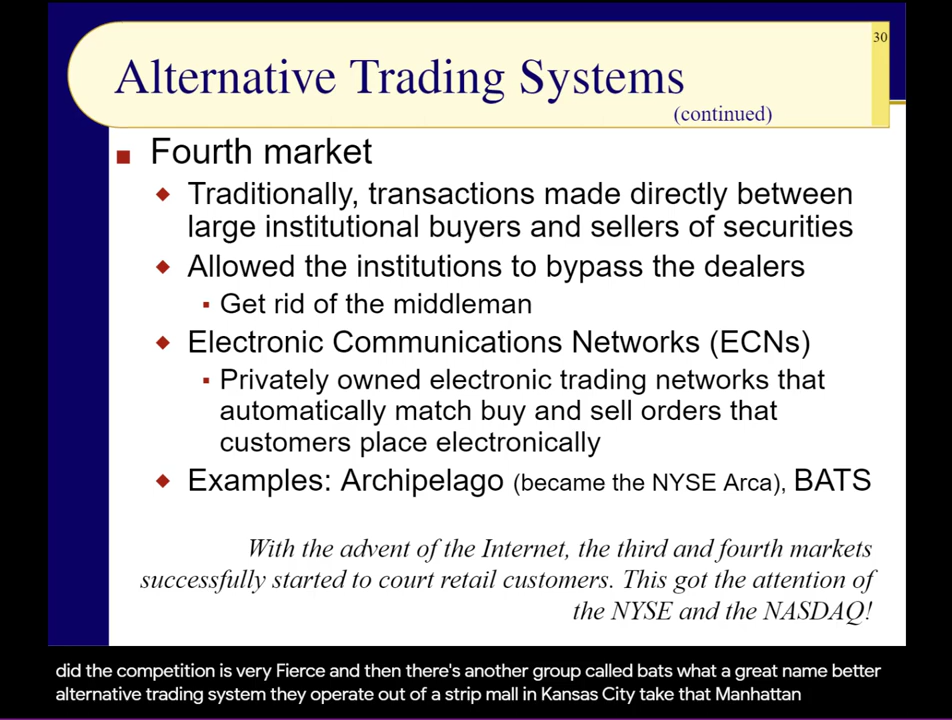 30
Alternative Trading Systems
(continued)
Fourth market
Traditionally, transactions made directly between
large institutional buyers and sellers of securities
Allowed the institutions to bypass the dealers
Get rid of the middleman
Electronic Communications Networks (ECNs)
Privately owned electronic trading networks that
automatically match buy and sell orders that
customers place electronically
Examples: Archipelago (became the NYSE Arca), BATS
With the advent of the Internet, the third and fourth markets
successfully started to court retail customers. This got the attention of
the NYSE and the NASDAQ!
did the competition is very Fierce and then there's another group called bats what a great name better
alternative trading system they operate out of a strip mall in Kansas City take that Manhattan